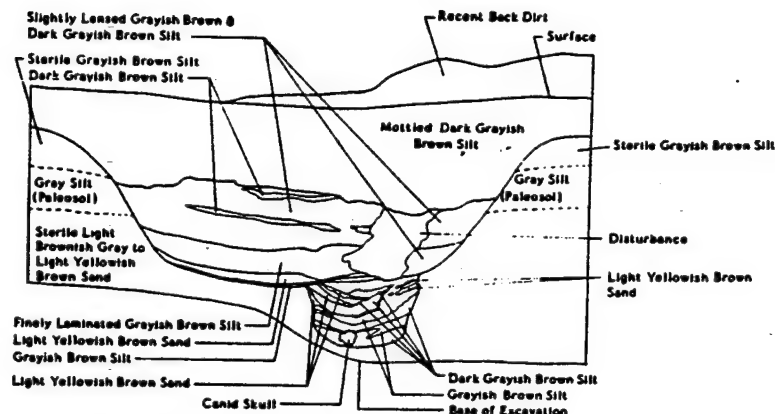 Slightly Lensed Grayish Brown &
Dark Grayish Brown Silt
Recent Back Dirt
Surface
Sterile Grayish Brown Silt
Dark Grayish Brown Silt
Mottled Dark Grayish
Brown Silt
Sterile Grayish Brown Silt
Gray Silt
(Paleosol)
Gray Silt
(Paleosol)
Sterile Light
Brownish Gray to
Light Yellowish
Brown Sand
Disturbance
Light Yellowish Brown
Sand
Finely Laminated Grayish Brown Silt
Light Yellowish Brown Sand
Grayish Brown Silt
Light Yellowish Brown Sand
Dark Grayish Brown Silt
Grayish Brown Silt
Canid Skull
Base of Excavation